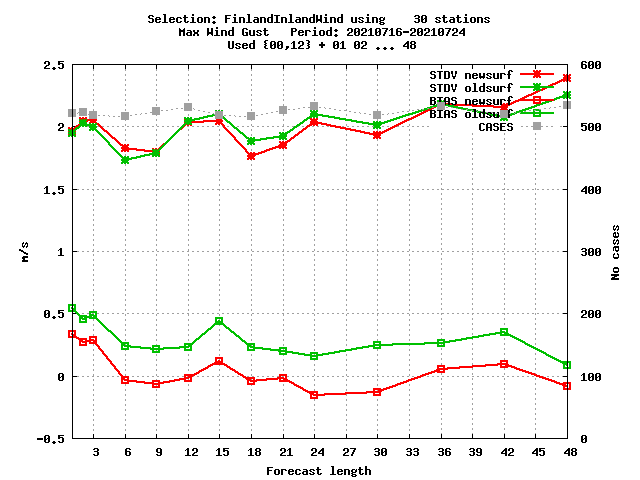 Selection: FinlandInlandWind using    30 stations
Max Wind Gust   Period: 20210716-20210724
Used {00,12} + 01 02 ... 48
STDV newsurf
STDV oldsurf
BIAS newsurf
BIAS oldsurf
CASES
2.5
2
1.5
1
0.5
0
-0.5
m/s
600
500
400
300
200
100
0
No cases
3 6 9 12 15 18 21 24 27 30 33 36 39 42 45 48
Forecast length